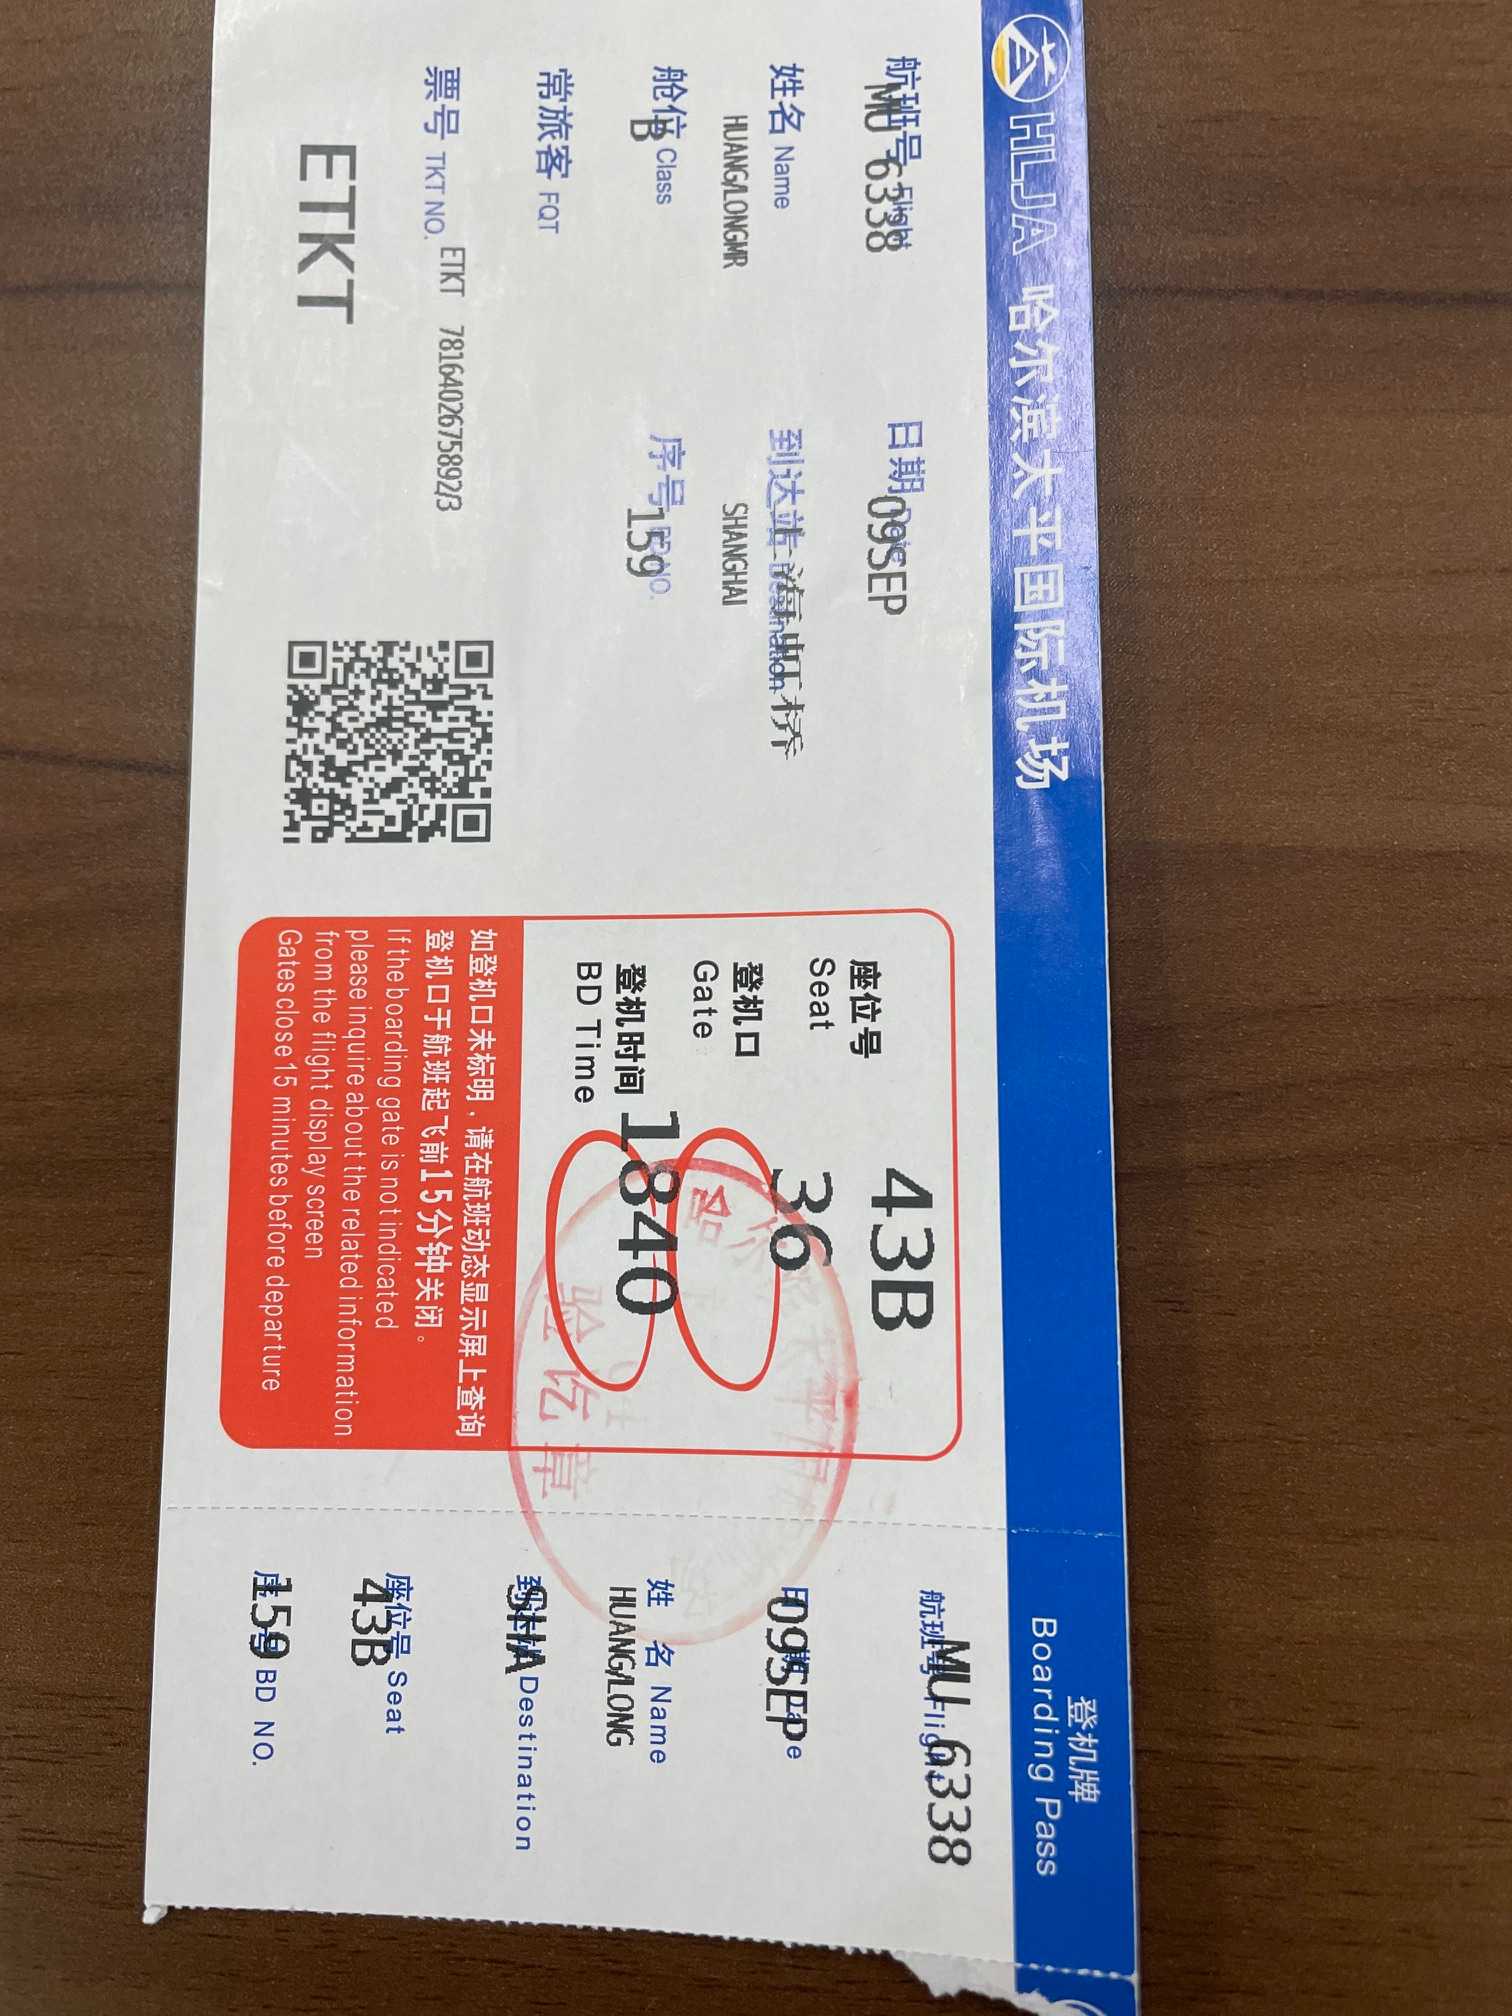 HLJA 哈尔滨太平国际机场
登机牌
Boarding Pass
航班号 Flight
MU 6338
日期 Date
09SEP
姓名 Name
HUANG/LONGMR
到达站 Destination
上海虹桥
SHANGHAI
舱位 Class
B
序号 BD NO.
159
常旅客 FQT
票号 TKT NO.
ETKT 7816402675892/3
ETKT
座位号
Seat
43B
登机口
Gate
36
登机时间
BD Time
1840
如登机口未标明，请在航班动态显示屏上查询
登机口于航班起飞前15分钟关闭。
If the boarding gate is not indicated
please inquire about the related information
from the flight display screen
Gates close 15 minutes before departure
验讫章
航班号 Flight
MU 6338
日期 Date
09SEP
姓 名 Name
HUANG/LONG
到达站 Destination
SHA
座位号 Seat
43B
序号 BD NO.
159